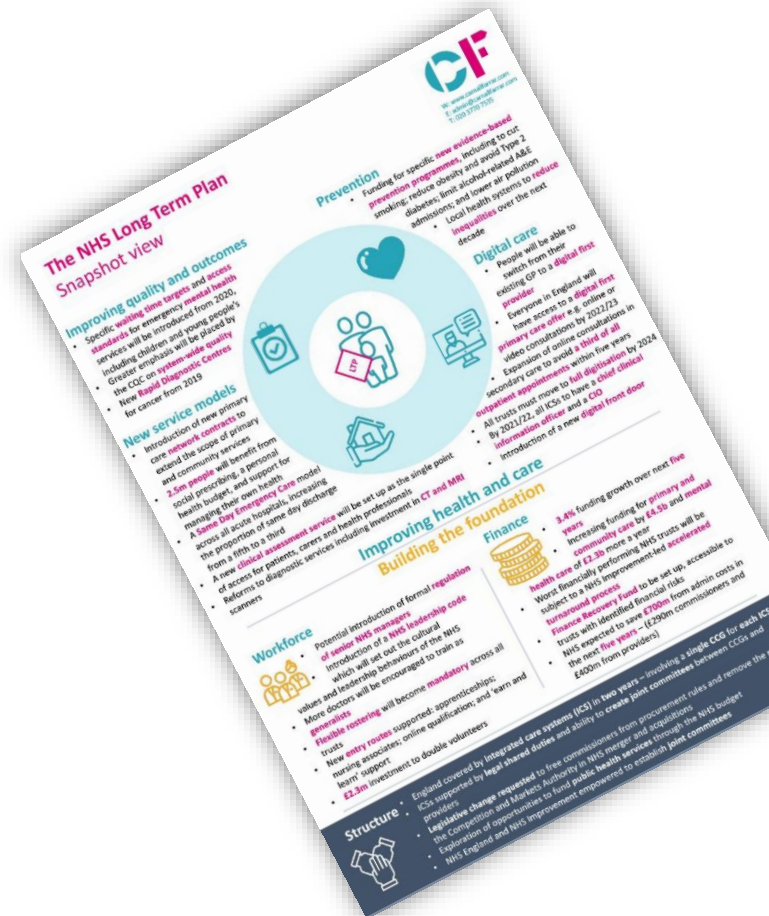 W: www.carnallfarrar.com
E: admin@carnallfarrar.com
T: 020 3770 7535
The NHS Long Term Plan
Snapshot view
Improving quality and outcomes
• Specific waiting time targets and access
standards for emergency mental health
services will be introduced from 2020,
including children and young people's
• Greater emphasis will be placed by
the CQC on system-wide quality
• New Rapid Diagnostic Centres
for cancer from 2019
New service models
• Introduction of new primary
care network contracts to
extend the scope of primary
and community services
• 2.5m people will benefit from
social prescribing, a personal
health budget, and support for
managing their own health
• A Same Day Emergency Care model
across all acute hospitals, increasing
the proportion of same day discharge
from a fifth to a third
• A new clinical assessment service will be set up as the single point
of access for patients, carers and health professionals
• Reforms to diagnostic services including investment in CT and MRI
scanners
Prevention
• Funding for specific new evidence-based
prevention programmes, including to cut
smoking; reduce obesity and avoid Type 2
diabetes; limit alcohol-related A&E
admissions; and lower air pollution
• Local health systems to reduce
inequalities over the next
decade
Digital care
• People will be able to
switch from their
existing GP to a digital first
provider
• Everyone in England will
have access to a digital first
primary care offer e.g. online or
video consultations by 2022/23
• Expansion of online consultations in
secondary care to avoid a third of all
outpatient appointments within five years
• All trusts must move to full digitisation by 2024
• By 2021/22, all ICSs to have a chief clinical
information officer and a CIO
• Introduction of a new digital front door
LTP
Improving health and care
Building the foundation
Workforce
• Potential introduction of formal regulation
of senior NHS managers
• Introduction of a NHS leadership code
which will set out the cultural
values and leadership behaviours of the NHS
• More doctors will be encouraged to train as
generalists
• Flexible rostering will become mandatory across all
trusts
• New entry routes supported: apprenticeships;
nursing associates; online qualification; and 'earn and
learn' support
• £2.3m investment to double volunteers
Finance
• 3.4% funding growth over next five
years
• Increasing funding for primary and
community care by £4.5b and mental
health care of £2.3b more a year
• Worst financially performing NHS trusts will be
subject to a NHS Improvement-led accelerated
turnaround process
• Finance Recovery Fund to be set up, accessible to
trusts with identified financial risks
• NHS expected to save £700m from admin costs in
the next five years – (£290m commissioners and
£400m from providers)
Structure
• England covered by integrated care systems (ICS) in two years – involving a single CCG for each ICS
• ICSs supported by legal shared duties and ability to create joint committees between CCGs and
providers
• Legislative change requested to free commissioners from procurement rules and remove the
the Competition and Markets Authority in NHS merger and acquisitions
• Exploration of opportunities to fund public health services through the NHS budget
• NHS England and NHS Improvement empowered to establish joint committees